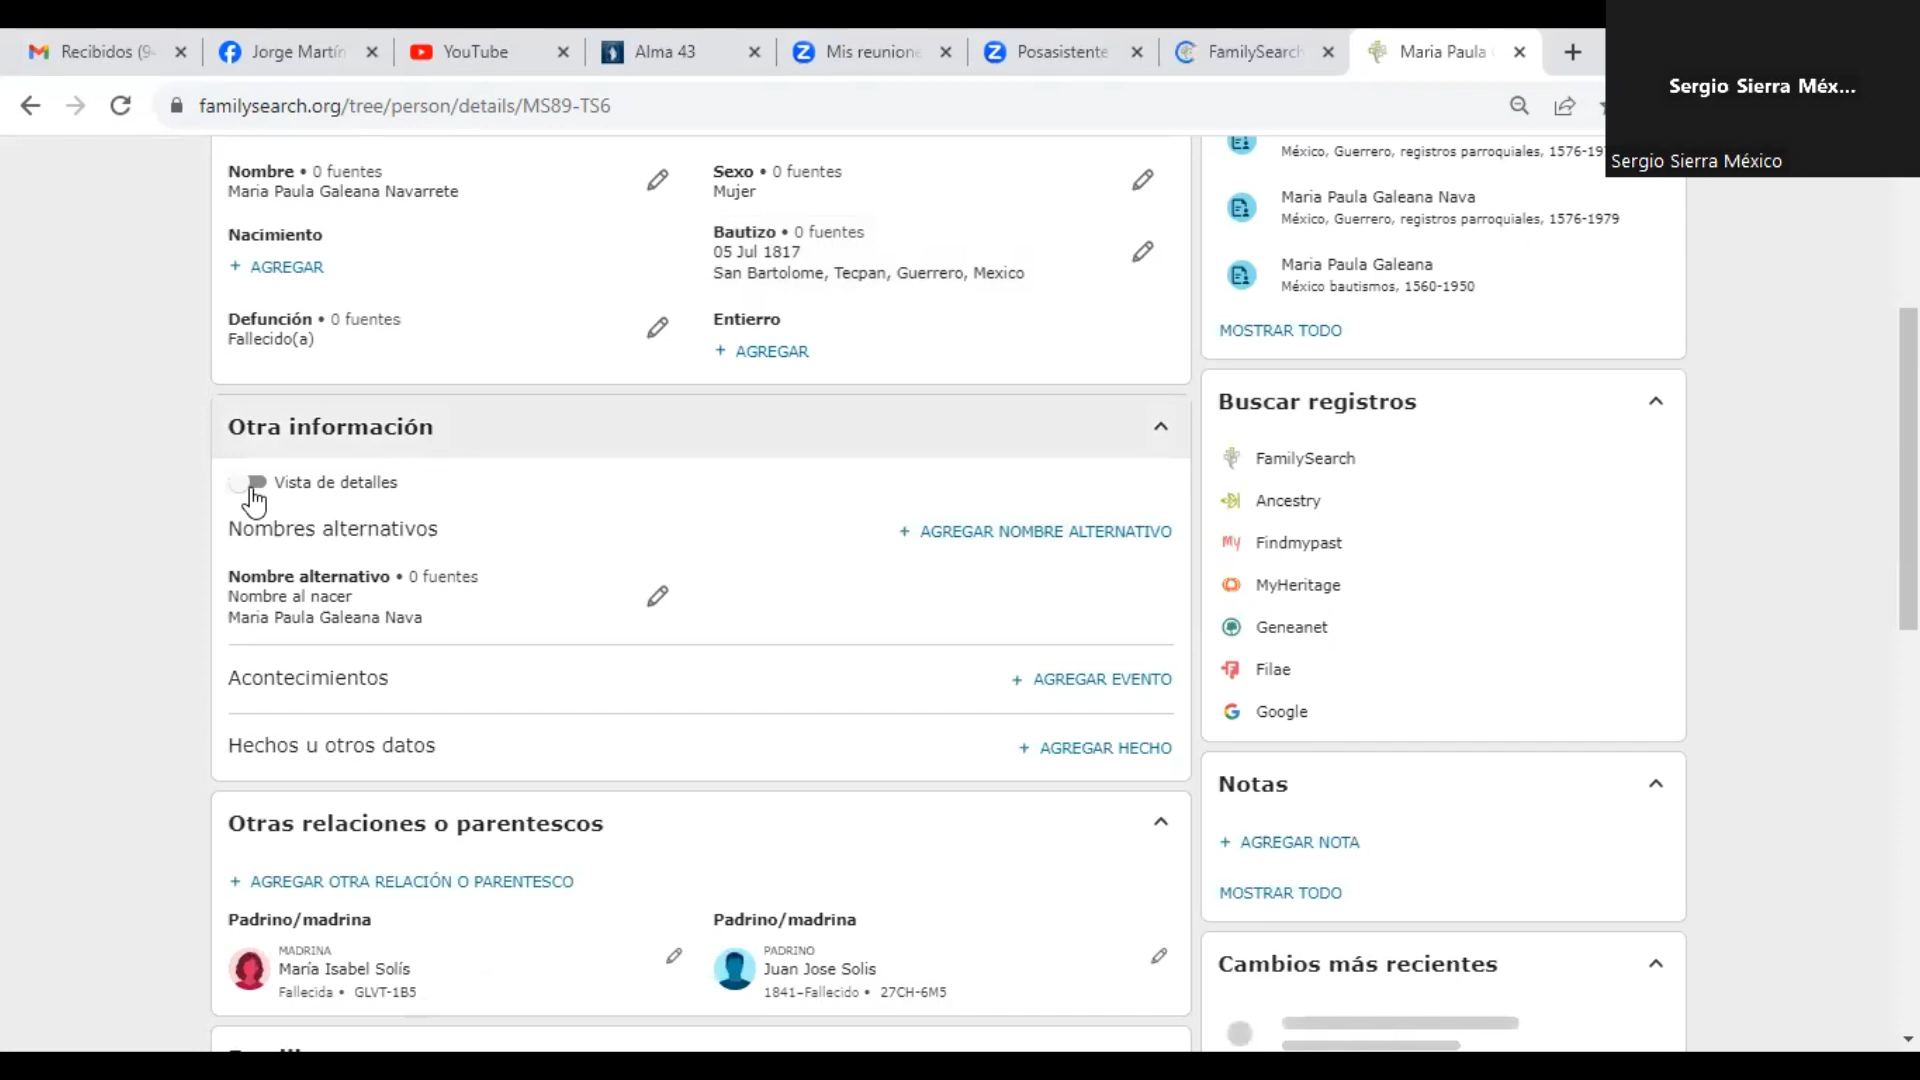 Recibidos (9
Jorge Martín
YouTube
Alma 43
Mis reunione
Posasistente
FamilySearch
Maria Paula
familysearch.org/tree/person/details/MS89-TS6
Sergio Sierra Méx...
Sergio Sierra México
Nombre • 0 fuentes
Maria Paula Galeana Navarrete
Sexo • 0 fuentes
Mujer
Nacimiento
+ AGREGAR
Bautizo • 0 fuentes
05 Jul 1817
San Bartolome, Tecpan, Guerrero, Mexico
Defunción • 0 fuentes
Fallecido(a)
Entierro
+ AGREGAR
Otra información
Vista de detalles
Nombres alternativos
+ AGREGAR NOMBRE ALTERNATIVO
Nombre alternativo • 0 fuentes
Nombre al nacer
Maria Paula Galeana Nava
Acontecimientos
+ AGREGAR EVENTO
Hechos u otros datos
+ AGREGAR HECHO
Otras relaciones o parentescos
+ AGREGAR OTRA RELACIÓN O PARENTESCO
Padrino/madrina
MADRINA
María Isabel Solís
Fallecida • GLVT-1B5
Padrino/madrina
PADRINO
Juan Jose Solis
1841–Fallecido • 27CH-6M5
México, Guerrero, registros parroquiales, 1576-19
Maria Paula Galeana Nava
México, Guerrero, registros parroquiales, 1576-1979
Maria Paula Galeana
México bautismos, 1560-1950
MOSTRAR TODO
Buscar registros
FamilySearch
Ancestry
My Findmypast
MyHeritage
Geneanet
Filae
Google
Notas
+ AGREGAR NOTA
MOSTRAR TODO
Cambios más recientes